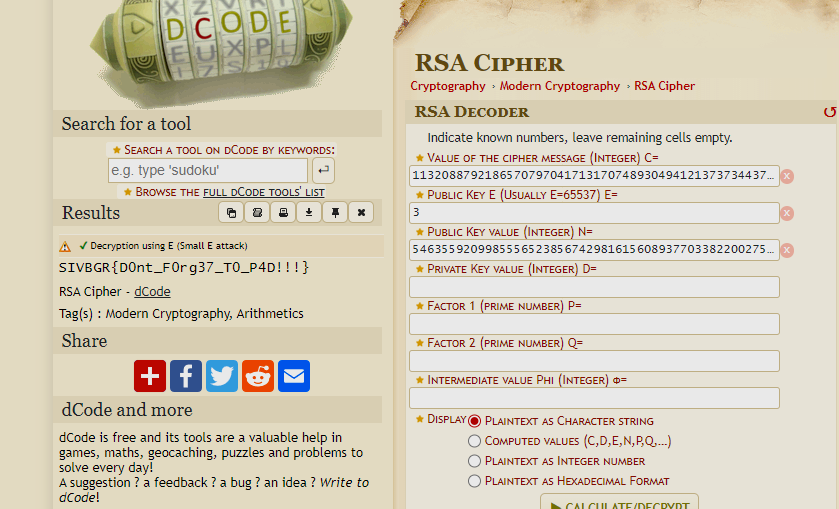 DCODE
Search for a tool
★ SEARCH A TOOL ON DCODE BY KEYWORDS:
e.g. type 'sudoku'
★ BROWSE THE FULL DCODE TOOLS' LIST
Results
Decryption using E (Small E attack)
SIVBGR{D0nt_F0rg37_T0_P4D!!!}
RSA Cipher - dCode
Tag(s) : Modern Cryptography, Arithmetics
Share
dCode and more
dCode is free and its tools are a valuable help in
games, maths, geocaching, puzzles and problems to
solve every day!
A suggestion ? a feedback ? a bug ? an idea ? Write to
dCode!
RSA CIPHER
Cryptography › Modern Cryptography › RSA Cipher
RSA DECODER
Indicate known numbers, leave remaining cells empty.
★ VALUE OF THE CIPHER MESSAGE (INTEGER) C=
11320887921865707970417131707489304941213737344437...
★ PUBLIC KEY E (USUALLY E=65537) E=
3
★ PUBLIC KEY VALUE (INTEGER) N=
54635592099855565238567429816156089377033822002​75...
★ PRIVATE KEY VALUE (INTEGER) D=
★ FACTOR 1 (PRIME NUMBER) P=
★ FACTOR 2 (PRIME NUMBER) Q=
★ INTERMEDIATE VALUE PHI (INTEGER) Φ=
★ DISPLAY PLAINTEXT AS CHARACTER STRING
COMPUTED VALUES (C,D,E,N,P,Q,...)
PLAINTEXT AS INTEGER NUMBER
PLAINTEXT AS HEXADECIMAL FORMAT
▶ CALCULATE/DECRYPT